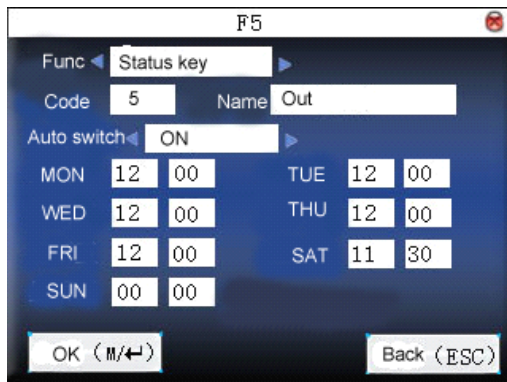 F5
Func Status key
Code 5 Name Out
Auto switch ON
MON 12 00 TUE 12 00
WED 12 00 THU 12 00
FRI 12 00 SAT 11 30
SUN 00 00
OK (M/↵) Back (ESC)